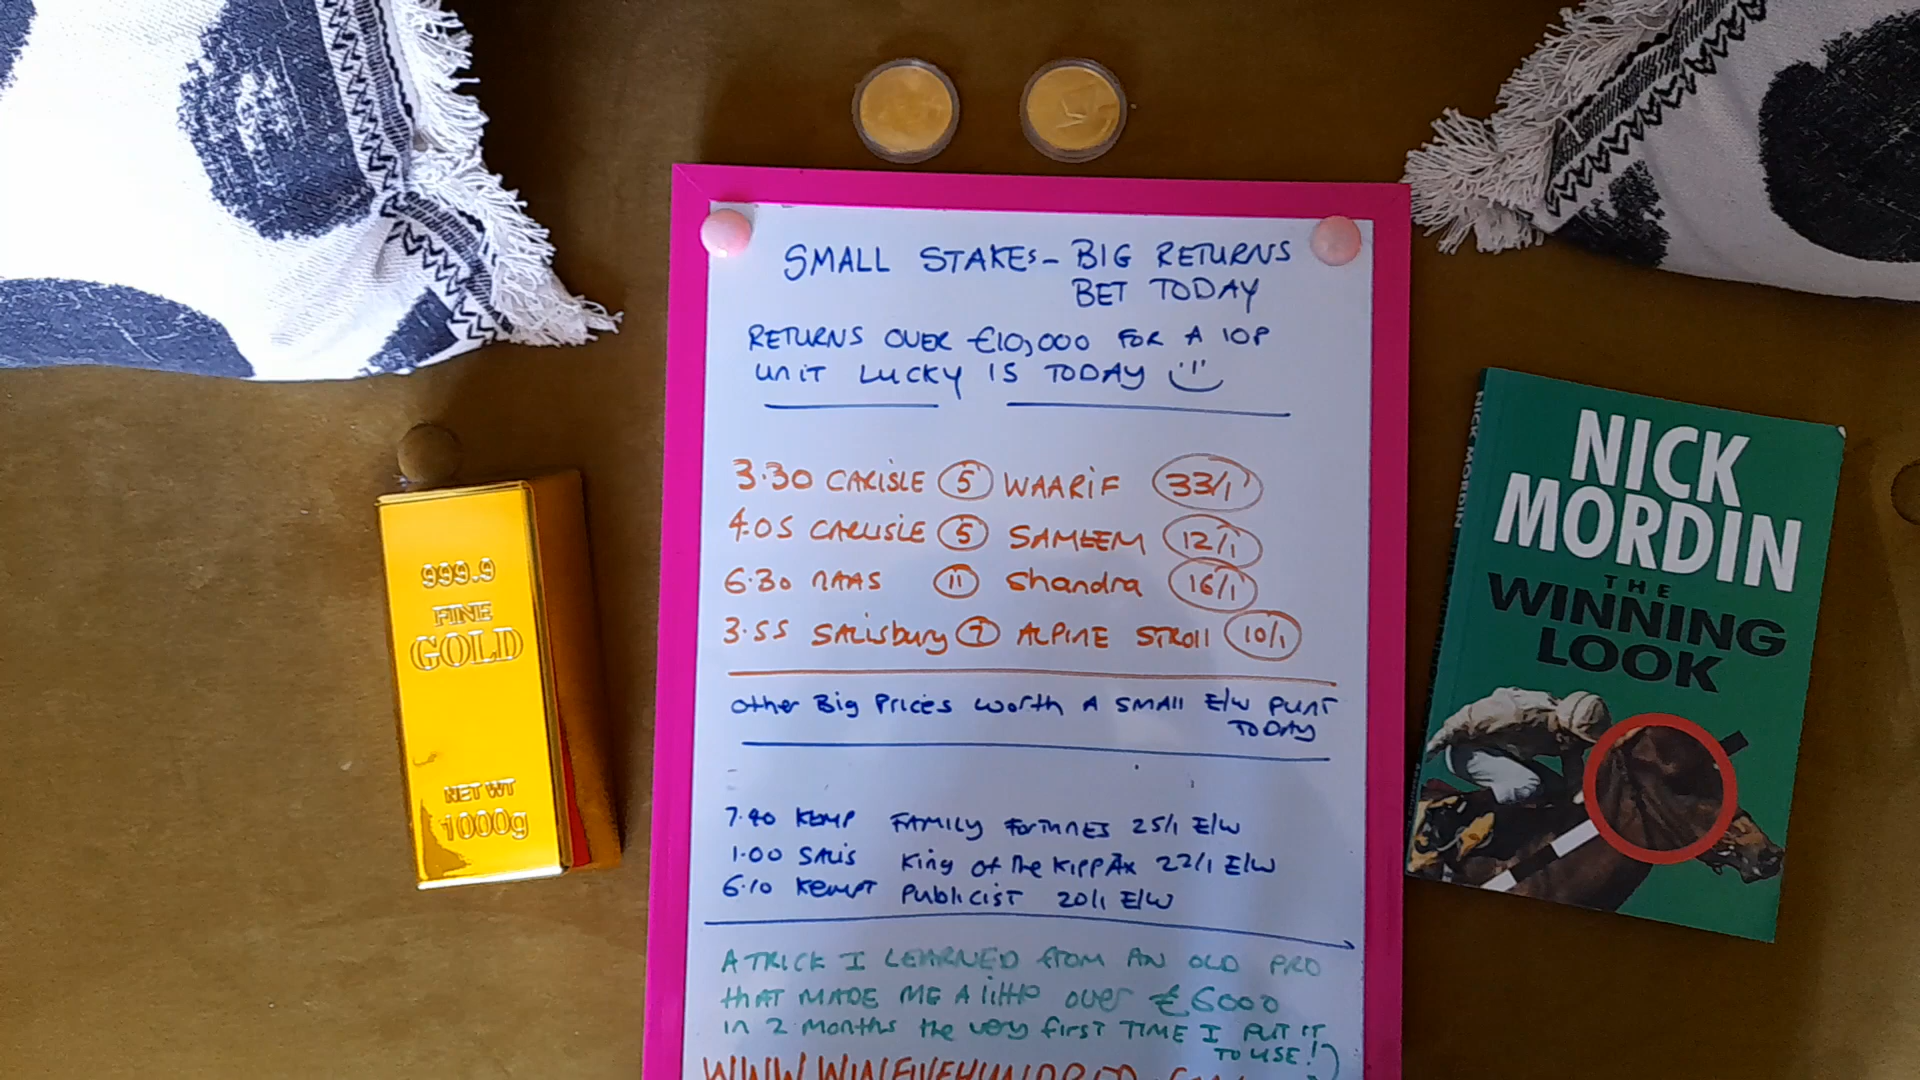 SMALL STAKES - BIG RETURNS
BET TODAY
RETURNS OVER £10,000 FOR A 10P
UNIT LUCKY 15 TODAY
3.30 CARISLE 5 WAARIF 33/1
4.05 CARLISLE 5 SAMEEM 12/1
6.30 NAAS 11 Shandra 16/1
3.55 SALisbury 7 ALPINE STROLL 10/1
Other Big Prices worth A SMALL E/W PUNT
TODAY
7.40 KEMP FAMILY FORTUNES 25/1 E/W
1.00 SALIS King of The KIPPAX 22/1 E/W
6.10 KEMPT PUBLICIST 20/1 E/W
A TRICK I LEARNED FROM AN OLD PRO
tHAT MADE ME A little over £6000
in 2 Months the very first TIME I PUT IT
TO USE!
WWW.WINFIVEHUNDRED
999.9
FINE
GOLD
NET WT
1000g
NICK
MORDIN
THE
WINNING
LOOK
NICK MORDIN